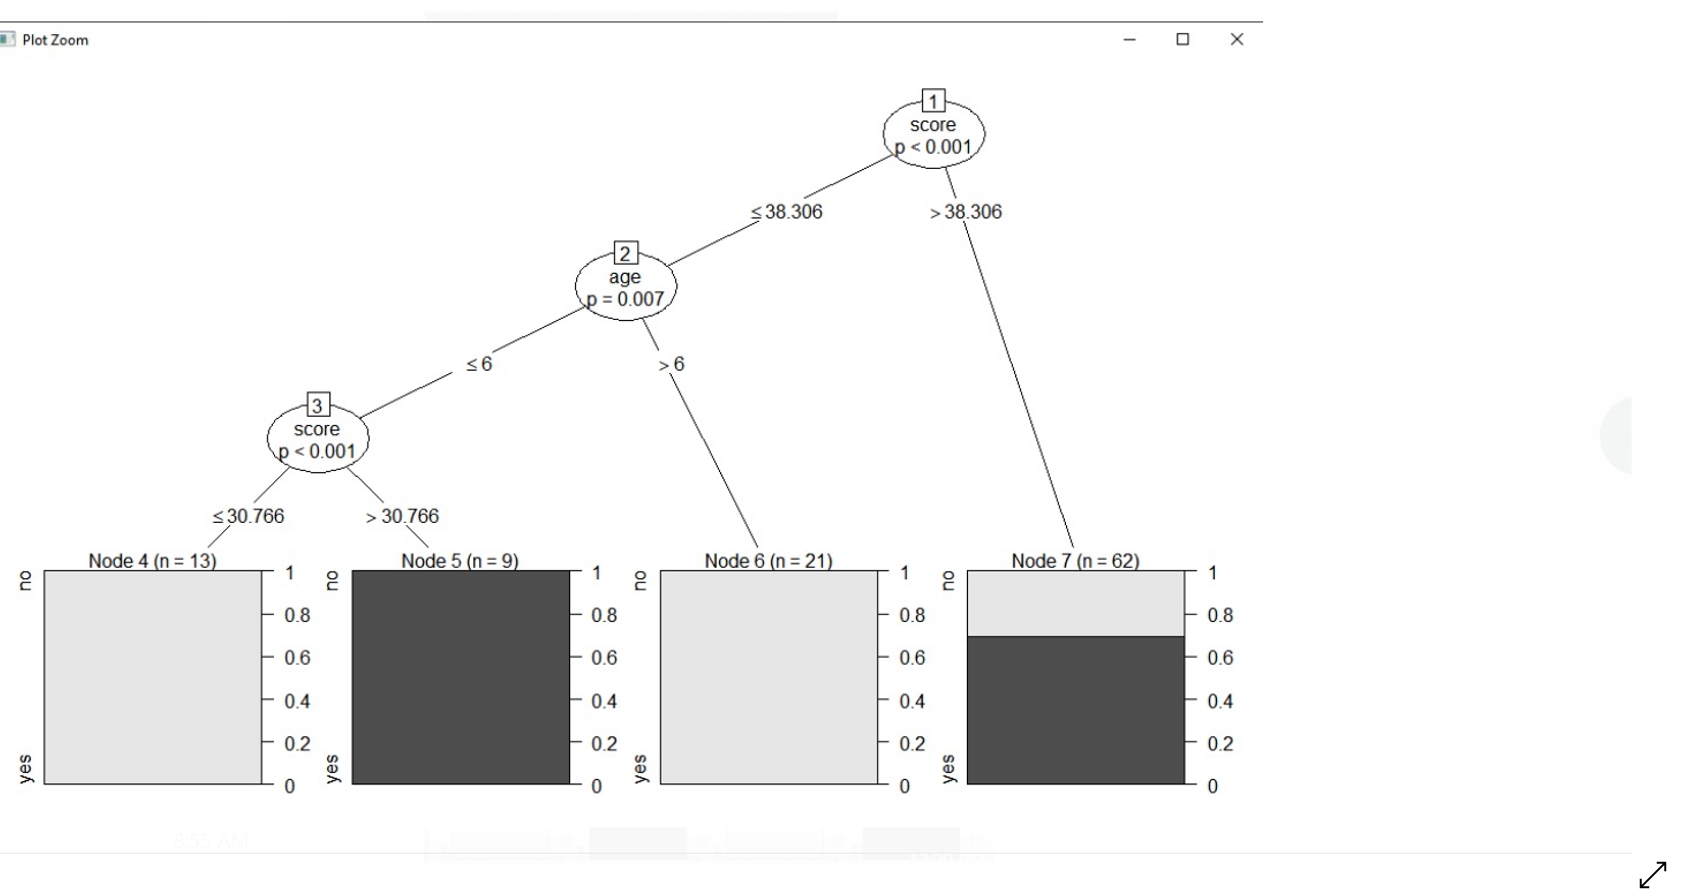 Plot Zoom
1
score
p < 0.001
≤ 38.306
> 38.306
2
age
p = 0.007
≤ 6
> 6
3
score
p < 0.001
≤ 30.766
> 30.766
Node 4 (n = 13)
no
yes
1
0.8
0.6
0.4
0.2
0
Node 5 (n = 9)
no
yes
1
0.8
0.6
0.4
0.2
0
Node 6 (n = 21)
no
yes
1
0.8
0.6
0.4
0.2
0
Node 7 (n = 62)
no
yes
1
0.8
0.6
0.4
0.2
0
8:55 AM